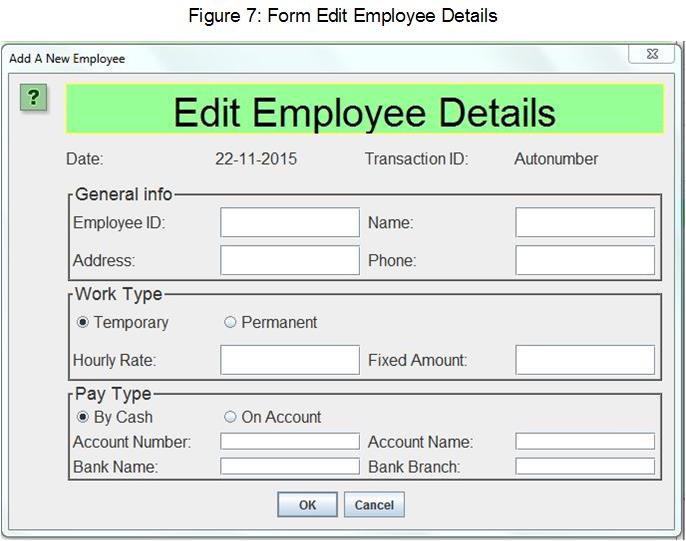 Figure 7: Form Edit Employee Details
Add A New Employee
?
Edit Employee Details
Date: 22-11-2015 Transaction ID: Autonumber
General info
Employee ID: Name:
Address: Phone:
Work Type
Temporary Permanent
Hourly Rate: Fixed Amount:
Pay Type
By Cash On Account
Account Number: Account Name:
Bank Name: Bank Branch:
OK Cancel